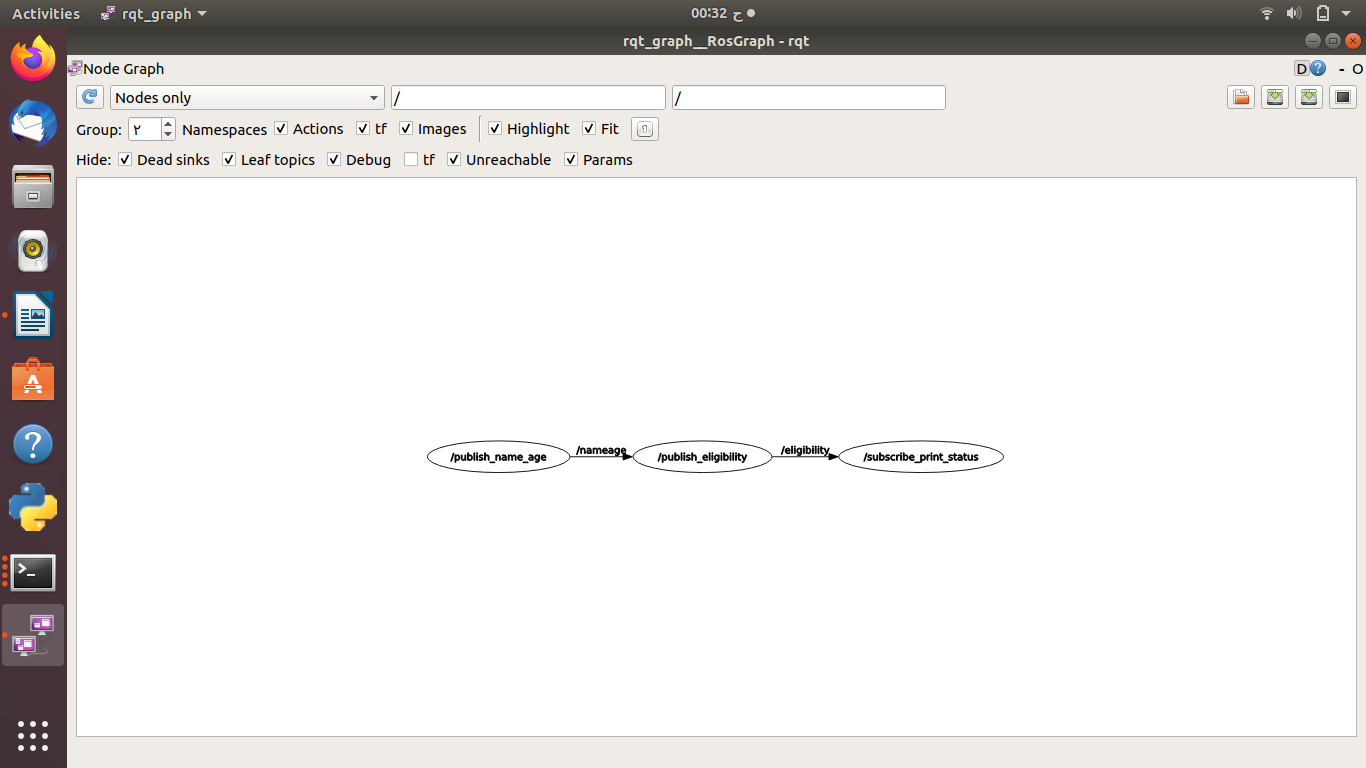 Activities rqt_graph 00:32 ج
rqt_graph__RosGraph - rqt
Node Graph D ? - O
Nodes only / /
Group: ٢ Namespaces Actions tf Images Highlight Fit
Hide: Dead sinks Leaf topics Debug tf Unreachable Params
/publish_name_age /nameage /publish_eligibility /eligibility /subscribe_print_status